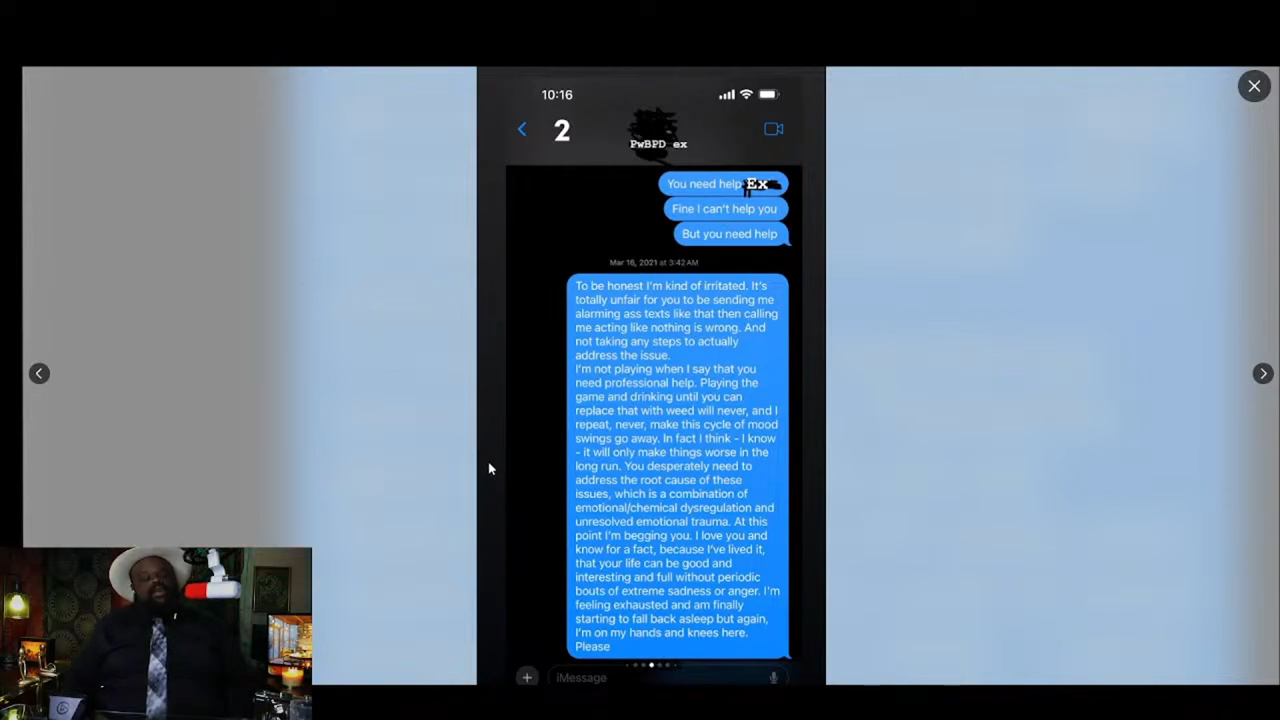 10:16
2
PwBPD ex
You need help Ex
Fine I can't help you
But you need help
Mar 16, 2021 at 3:42 AM
To be honest I'm kind of irritated. It's
totally unfair for you to be sending me
alarming ass texts like that then calling
me acting like nothing is wrong. And
not taking any steps to actually
address the issue.
I'm not playing when I say that you
need professional help. Playing the
game and drinking until you can
replace that with weed will never, and I
repeat, never, make this cycle of mood
swings go away. In fact I think - I know
- it will only make things worse in the
long run. You desperately need to
address the root cause of these
issues, which is a combination of
emotional/chemical dysregulation and
unresolved emotional trauma. At this
point I'm begging you. I love you and
know for a fact, because I've lived it,
that your life can be good and
interesting and full without periodic
bouts of extreme sadness or anger. I'm
feeling exhausted and am finally
starting to fall back asleep but again,
I'm on my hands and knees here.
Please
iMessage